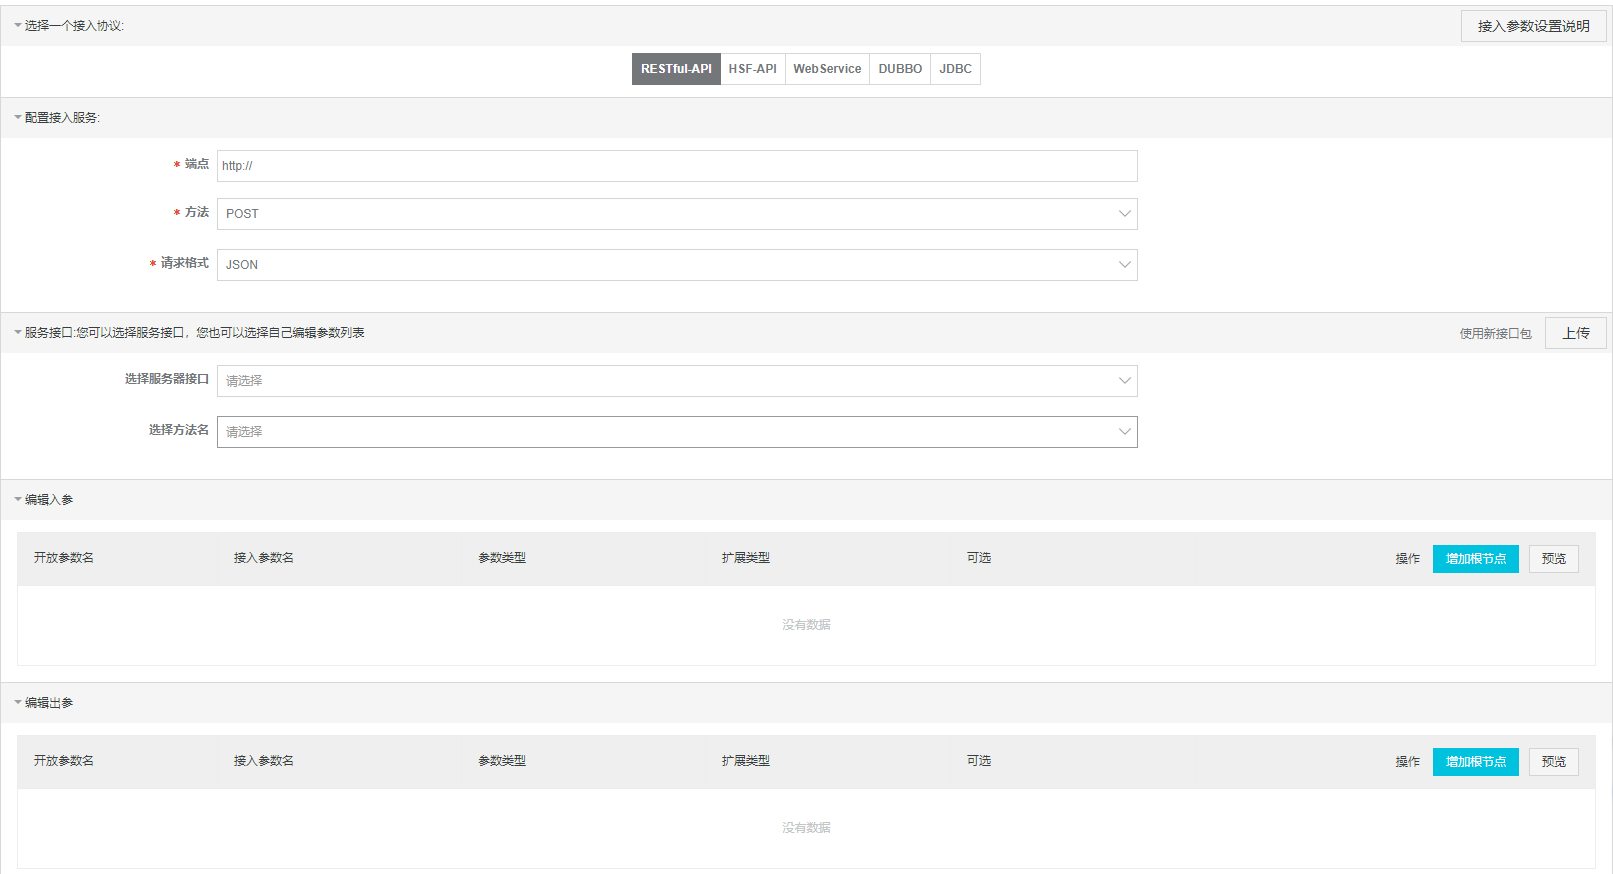 选择一个接入协议:
接入参数设置说明
RESTful-API HSF-API WebService DUBBO JDBC
配置接入服务:
* 端点 http://
* 方法 POST
* 请求格式 JSON
服务接口:您可以选择服务接口，您也可以选择自己编辑参数列表
使用新接口包 上传
选择服务器接口 请选择
选择方法名 请选择
编辑入参
开放参数名 接入参数名 参数类型 扩展类型 可选 操作 增加根节点 预览
没有数据
编辑出参
开放参数名 接入参数名 参数类型 扩展类型 可选 操作 增加根节点 预览
没有数据